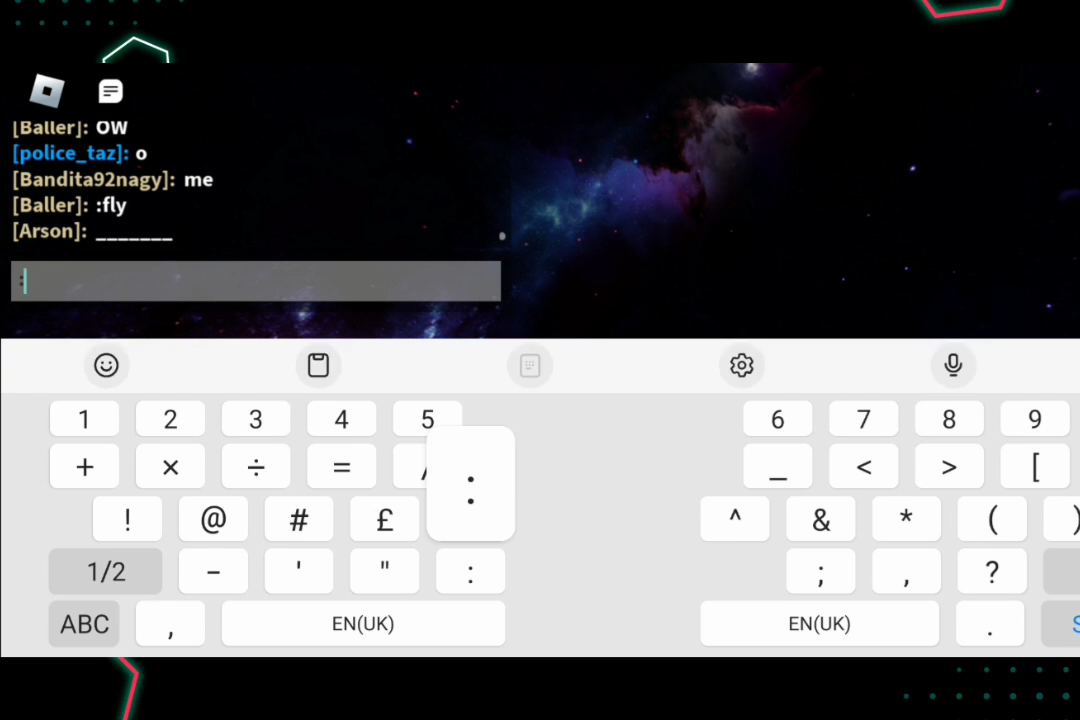 [Baller]: OW
[police_taz]: o
[Bandita92nagy]: me
[Baller]: :fly
[Arson]: _______
:
1 2 3 4 5 6 7 8 9
+ × ÷ = / _ < > [
! @ # £ : ^ & * ( )
1/2 - ' " : ; , ?
ABC , EN(UK) EN(UK) . S